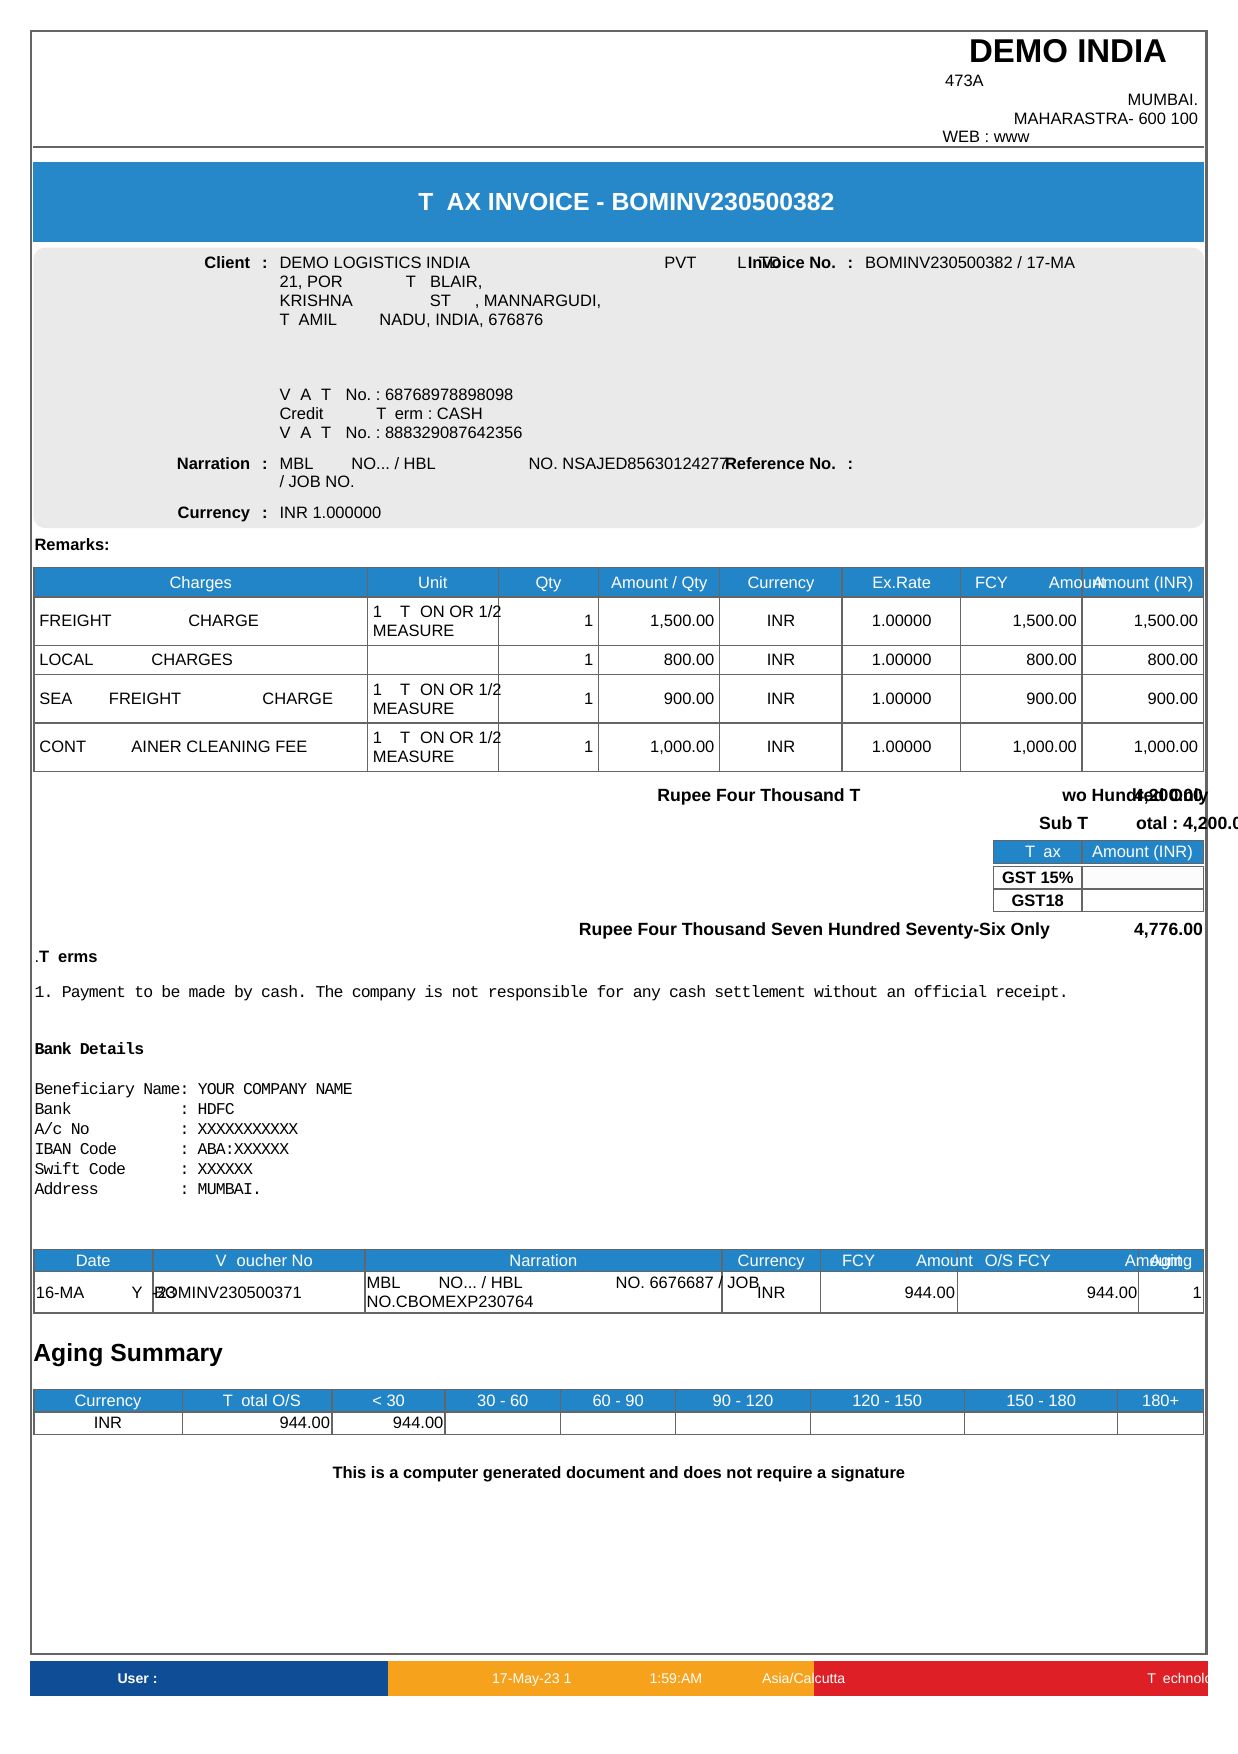 DEMO INDIA
473A
MUMBAI.
MAHARASTRA- 600 100
WEB : www
T AX INVOICE - BOMINV230500382
Client : DEMO LOGISTICS INDIA PVT LTD Invoice No. : BOMINV230500382 / 17-MA
21, POR T BLAIR,
KRISHNA ST , MANNARGUDI,
T AMIL NADU, INDIA, 676876
V A T No. : 68768978898098
Credit T erm : CASH
V A T No. : 888329087642356
Narration : MBL NO... / HBL NO. NSAJED85630124277 Reference No. :
/ JOB NO.
Currency : INR 1.000000
Remarks:
Charges Unit Qty Amount / Qty Currency Ex.Rate FCY Amount Amount (INR)
FREIGHT CHARGE 1 T ON OR 1/2 MEASURE 1 1,500.00 INR 1.00000 1,500.00 1,500.00
LOCAL CHARGES 1 800.00 INR 1.00000 800.00 800.00
SEA FREIGHT CHARGE 1 T ON OR 1/2 MEASURE 1 900.00 INR 1.00000 900.00 900.00
CONT AINER CLEANING FEE 1 T ON OR 1/2 MEASURE 1 1,000.00 INR 1.00000 1,000.00 1,000.00
Rupee Four Thousand T wo Hundred Only 4,200.00
Sub T otal : 4,200.0
T ax Amount (INR)
GST 15%
GST18
Rupee Four Thousand Seven Hundred Seventy-Six Only 4,776.00
.T erms
1. Payment to be made by cash. The company is not responsible for any cash settlement without an official receipt.
Bank Details
Beneficiary Name: YOUR COMPANY NAME
Bank : HDFC
A/c No : XXXXXXXXXXX
IBAN Code : ABA:XXXXXX
Swift Code : XXXXXX
Address : MUMBAI.
Date V oucher No Narration Currency FCY Amount O/S FCY Amount Aging
16-MA Y -23 BOMINV230500371 MBL NO... / HBL NO. 6676687 / JOB NO.CBOMEXP230764 INR 944.00 944.00 1
Aging Summary
Currency T otal O/S < 30 30 - 60 60 - 90 90 - 120 120 - 150 150 - 180 180+
INR 944.00 944.00
This is a computer generated document and does not require a signature
User : 17-May-23 1 1:59:AM Asia/Calcutta T echnolo